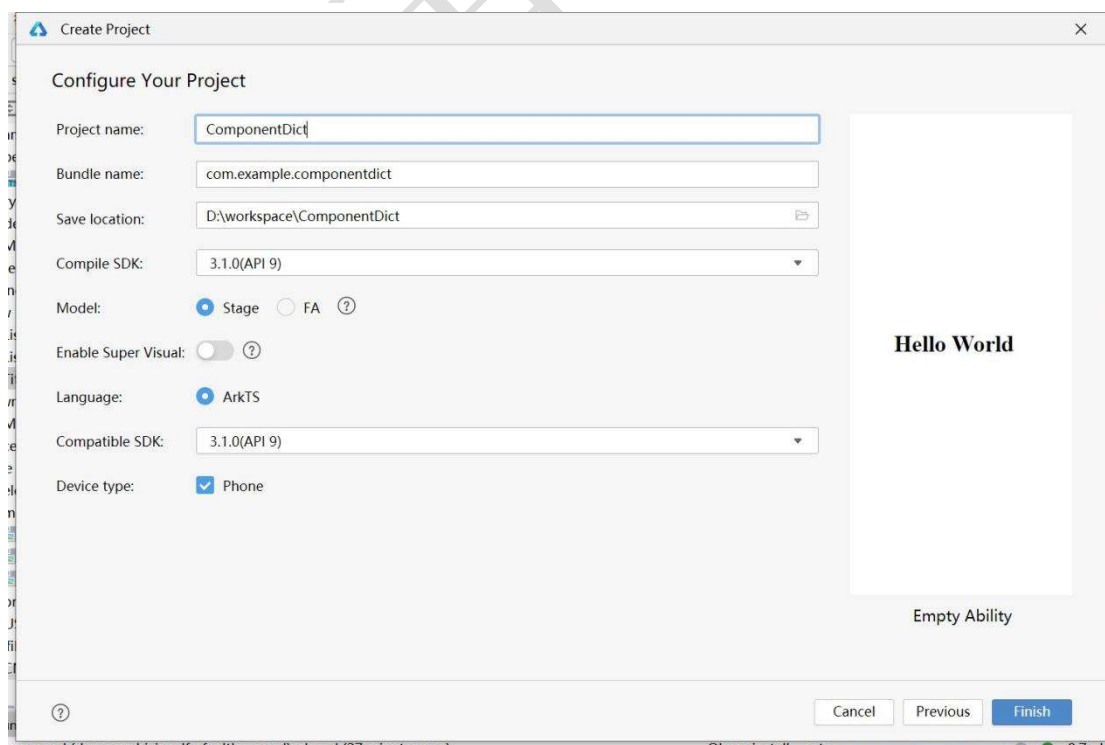 Create Project
Configure Your Project
Project name: ComponentDict
Bundle name: com.example.componentdict
Save location: D:\workspace\ComponentDict
Compile SDK: 3.1.0(API 9)
Model: Stage FA ?
Enable Super Visual: ?
Language: ArkTS
Compatible SDK: 3.1.0(API 9)
Device type: Phone
Hello World
Empty Ability
? Cancel Previous Finish